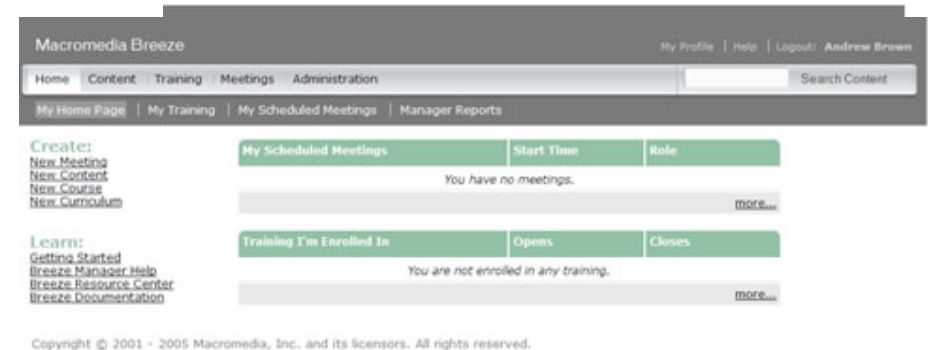 Macromedia Breeze
My Profile | Help | Logout: Andrew Brown
Home Content Training Meetings Administration Search Content
My Home Page | My Training | My Scheduled Meetings | Manager Reports
Create:
New Meeting
New Content
New Course
New Curriculum
My Scheduled Meetings Start Time Role
You have no meetings.
more...
Learn:
Getting Started
Breeze Manager Help
Breeze Resource Center
Breeze Documentation
Training I'm Enrolled In Opens Closes
You are not enrolled in any training.
more...
Copyright © 2001 - 2005 Macromedia, Inc. and its licensors. All rights reserved.